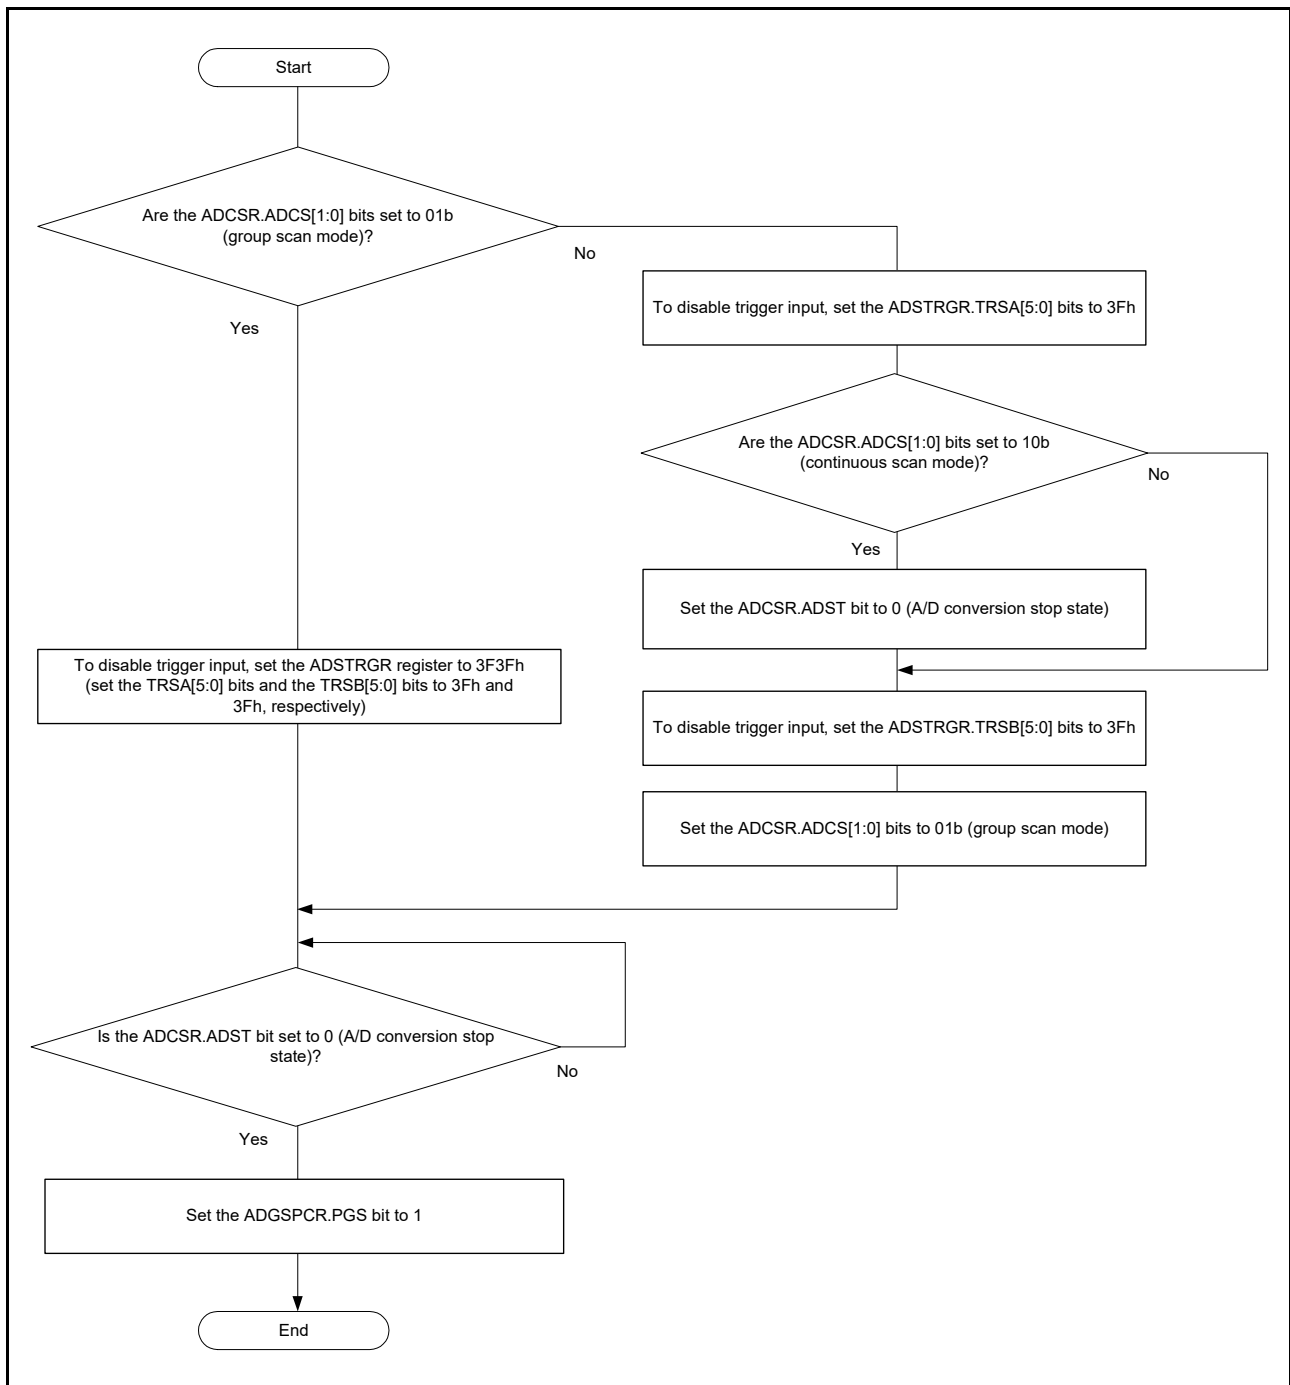 Start
Are the ADCSR.ADCS[1:0] bits set to 01b
(group scan mode)?
No
Yes
To disable trigger input, set the ADSTRGR.TRSA[5:0] bits to 3Fh
Are the ADCSR.ADCS[1:0] bits set to 10b
(continuous scan mode)?
No
Yes
Set the ADCSR.ADST bit to 0 (A/D conversion stop state)
To disable trigger input, set the ADSTRGR register to 3F3Fh
(set the TRSA[5:0] bits and the TRSB[5:0] bits to 3Fh and
3Fh, respectively)
To disable trigger input, set the ADSTRGR.TRSB[5:0] bits to 3Fh
Set the ADCSR.ADCS[1:0] bits to 01b (group scan mode)
Is the ADCSR.ADST bit set to 0 (A/D conversion stop
state)?
No
Yes
Set the ADGSPCR.PGS bit to 1
End